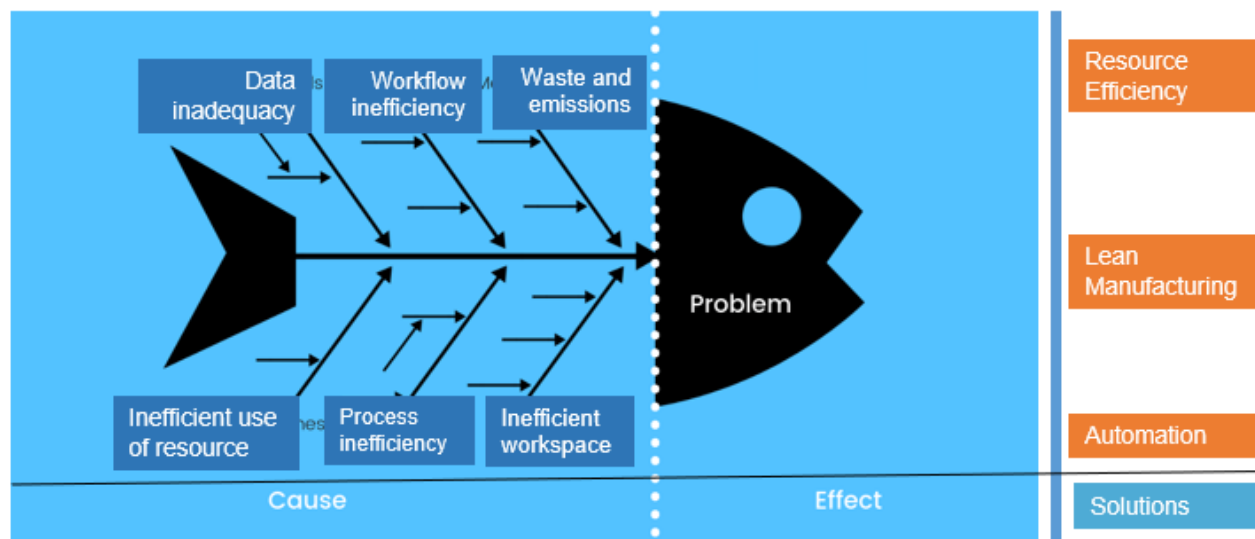 Data
inadequacy
Workflow
inefficiency
Waste and
emissions
Problem
Inefficient use
of resource
Process
inefficiency
Inefficient
workspace
Cause
Effect
Resource
Efficiency
Lean
Manufacturing
Automation
Solutions